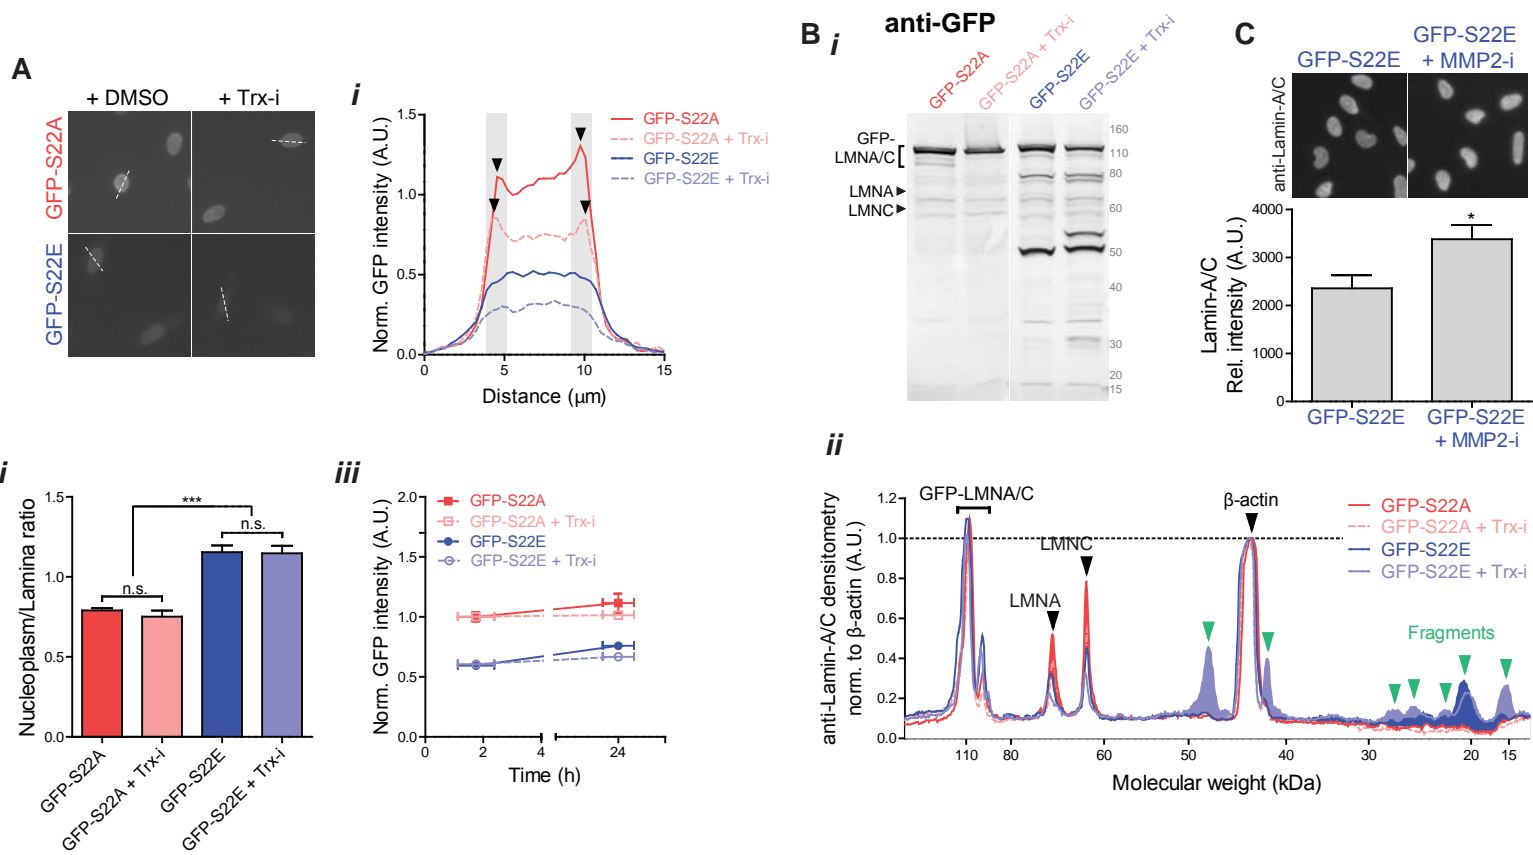 A
+ DMSO
+ Trx-i
GFP-S22A
GFP-S22E
i
Norm. GFP intensity (A.U.)
1.5
1.0
0.5
0.0
0
5
10
15
Distance (µm)
GFP-S22A
GFP-S22A + Trx-i
GFP-S22E
GFP-S22E + Trx-i
B
i
anti-GFP
GFP-S22A
GFP-S22A + Trx-i
GFP-S22E
GFP-S22E + Trx-i
GFP-
LMNA/C
LMNA
LMNC
160
110
80
60
50
40
30
20
15
C
GFP-S22E
GFP-S22E
+ MMP2-i
anti-Lamin-A/C
Lamin-A/C
Rel. intensity (A.U.)
4000
3000
2000
1000
0
*
GFP-S22E
GFP-S22E
+ MMP2-i
i
Nucleoplasm/Lamina ratio
1.5
1.0
0.5
0.0
***
n.s.
n.s.
GFP-S22A
GFP-S22A + Trx-i
GFP-S22E
GFP-S22E + Trx-i
iii
Norm. GFP intensity (A.U.)
2.0
1.5
1.0
0.5
0.0
GFP-S22A
GFP-S22A + Trx-i
GFP-S22E
GFP-S22E + Trx-i
0
2
4
24
Time (h)
ii
anti-Lamin-A/C densitometry
norm. to β-actin (A.U.)
1.2
1.0
0.8
0.6
0.4
0.2
0.0
GFP-LMNA/C
LMNA
LMNC
β-actin
Fragments
GFP-S22A
GFP-S22A + Trx-i
GFP-S22E
GFP-S22E + Trx-i
110
80
60
50
40
30
20
15
Molecular weight (kDa)